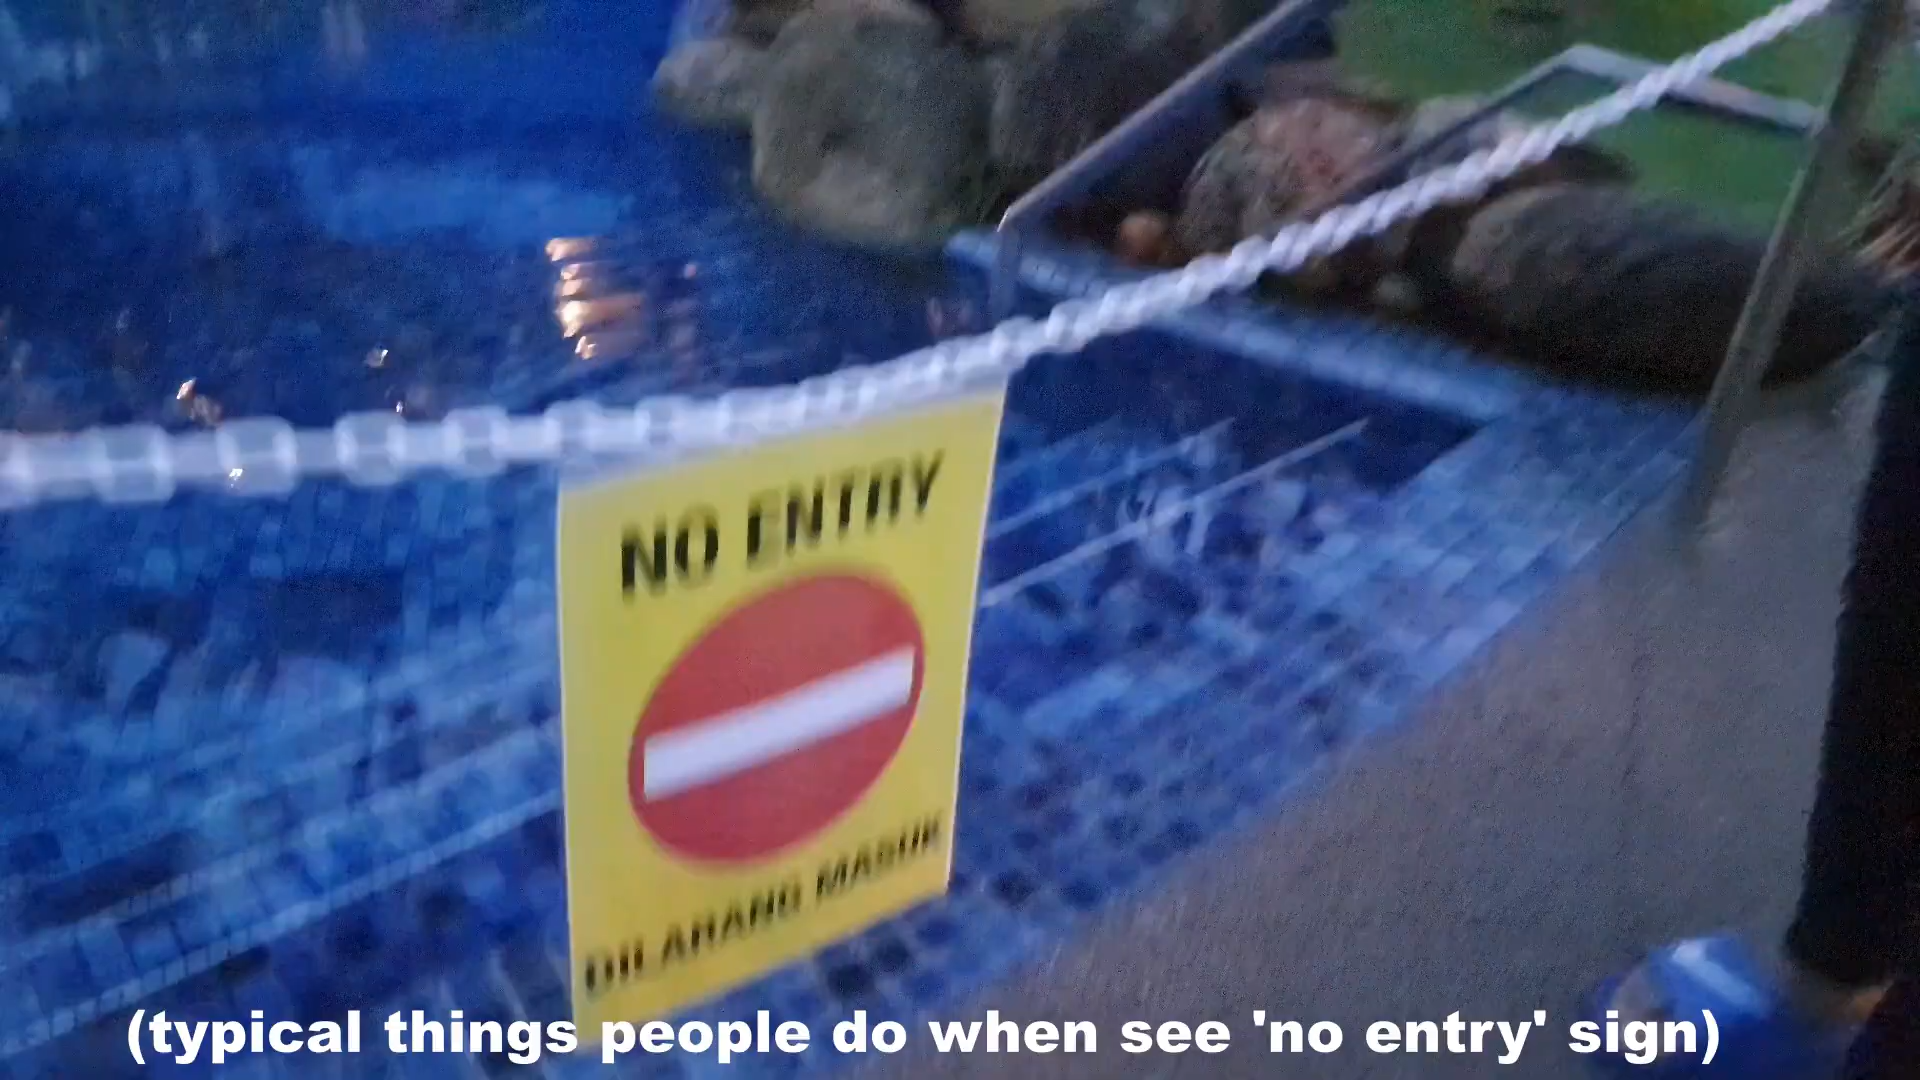 NO ENTRY
DILARANG MASUK
(typical things people do when see 'no entry' sign)